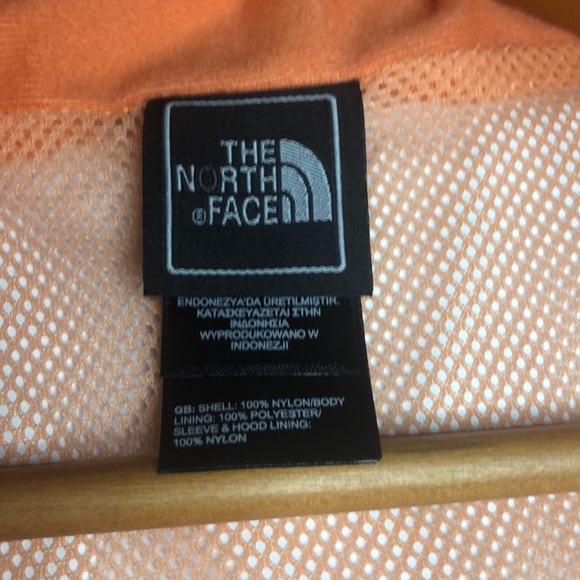 THE
NORTH
®FACE
ENDONEZYA'DA ÜRETILMIŞTIR.
ΚΑΤΑΣΚΕΥΑΖΕΤΑΙ ΣΤΗΝ
ΙΝΔΟΝΗΣΙΑ
WYPRODUKOWANO W
INDONEZJI
GB: SHELL: 100% NYLON/BODY
LINING: 100% POLYESTER/
SLEEVE & HOOD LINING:
100% NYLON